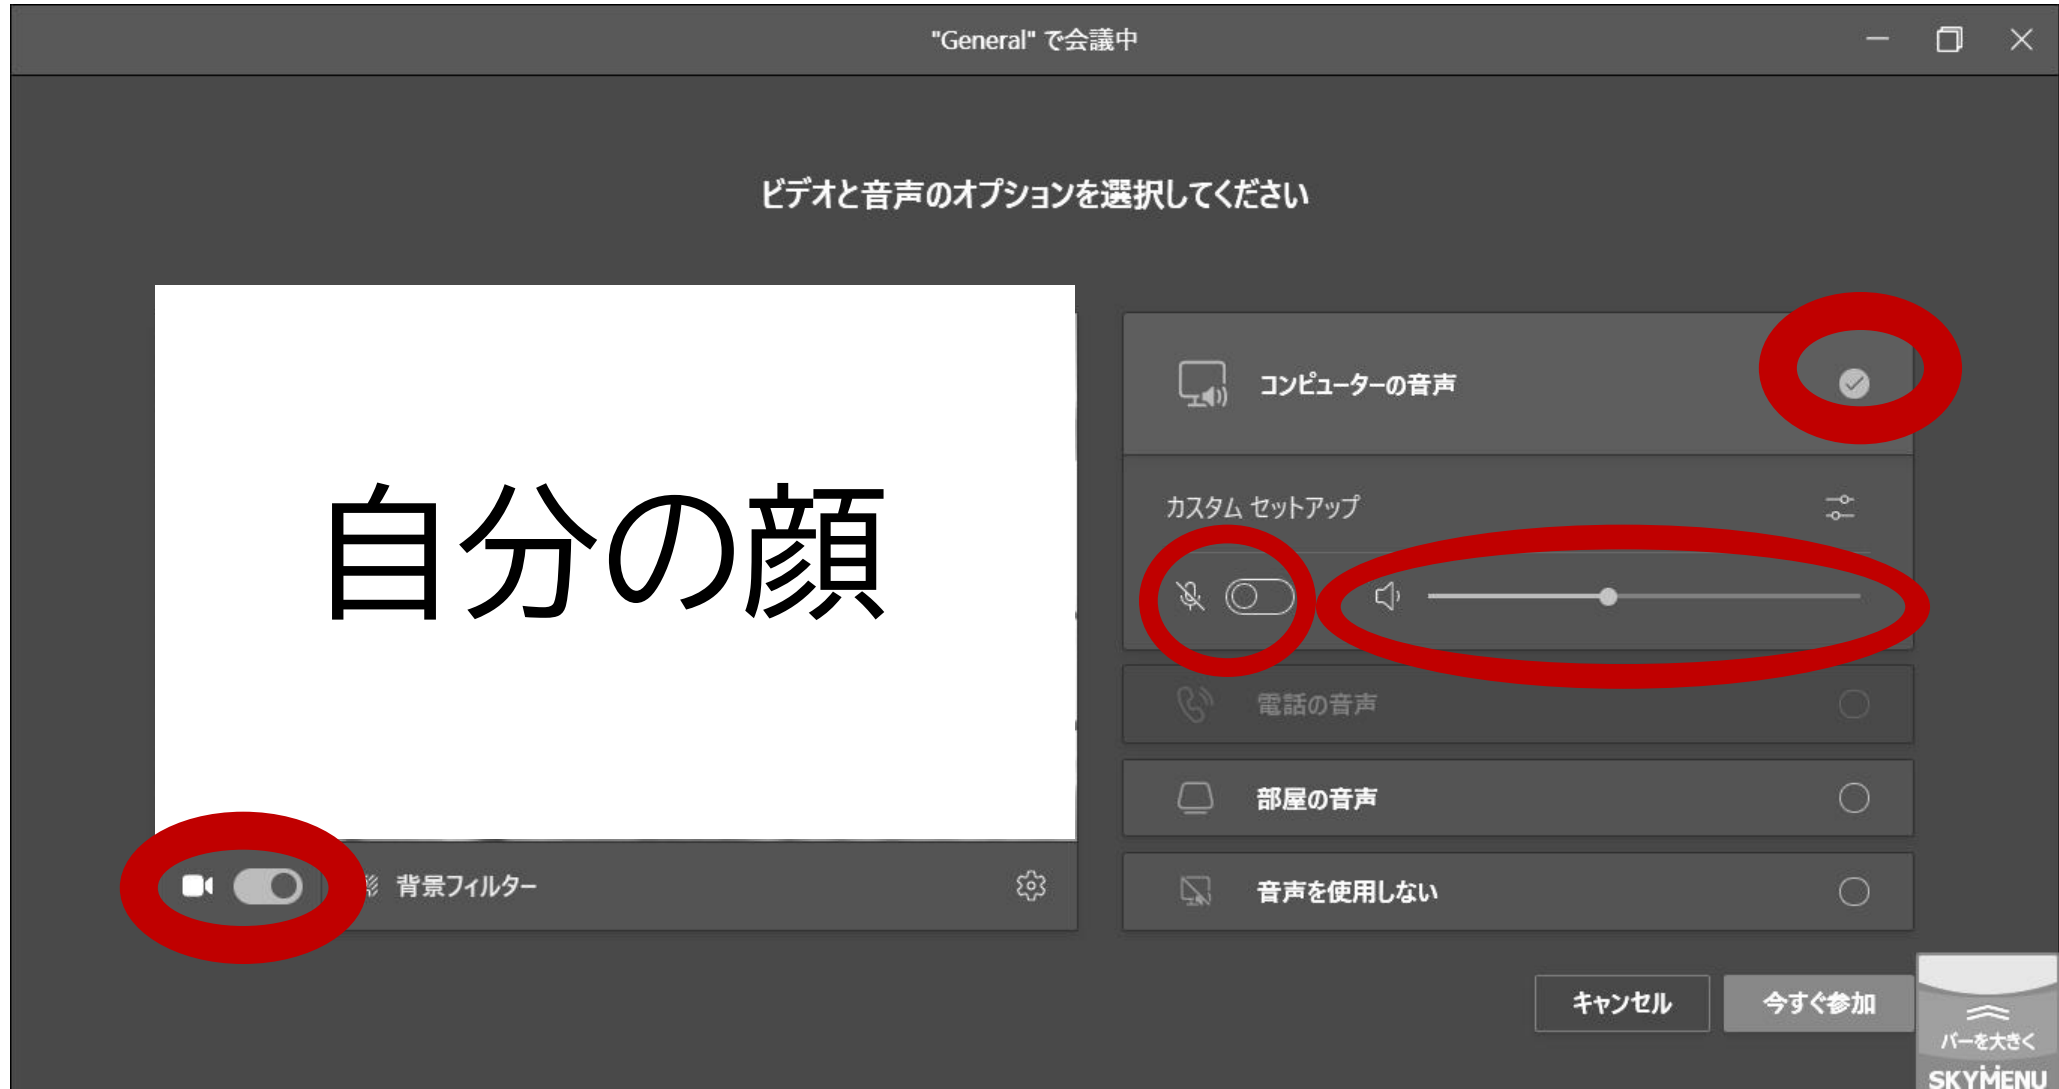 "General" で会議中
ビデオと音声のオプションを選択してください
自分の顔
背景フィルター
コンピューターの音声
カスタム セットアップ
電話の音声
部屋の音声
音声を使用しない
キャンセル
今すぐ参加
バーを大きく
SKYMENU